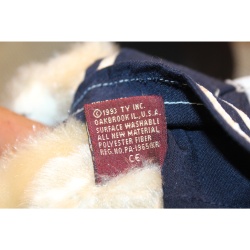 © 1993 TY INC.
OAKBROOK IL., U.S.A.
SURFACE WASHABLE
ALL NEW MATERIAL
POLYESTER FIBER
REG. NO. PA-1965(KR)
CE